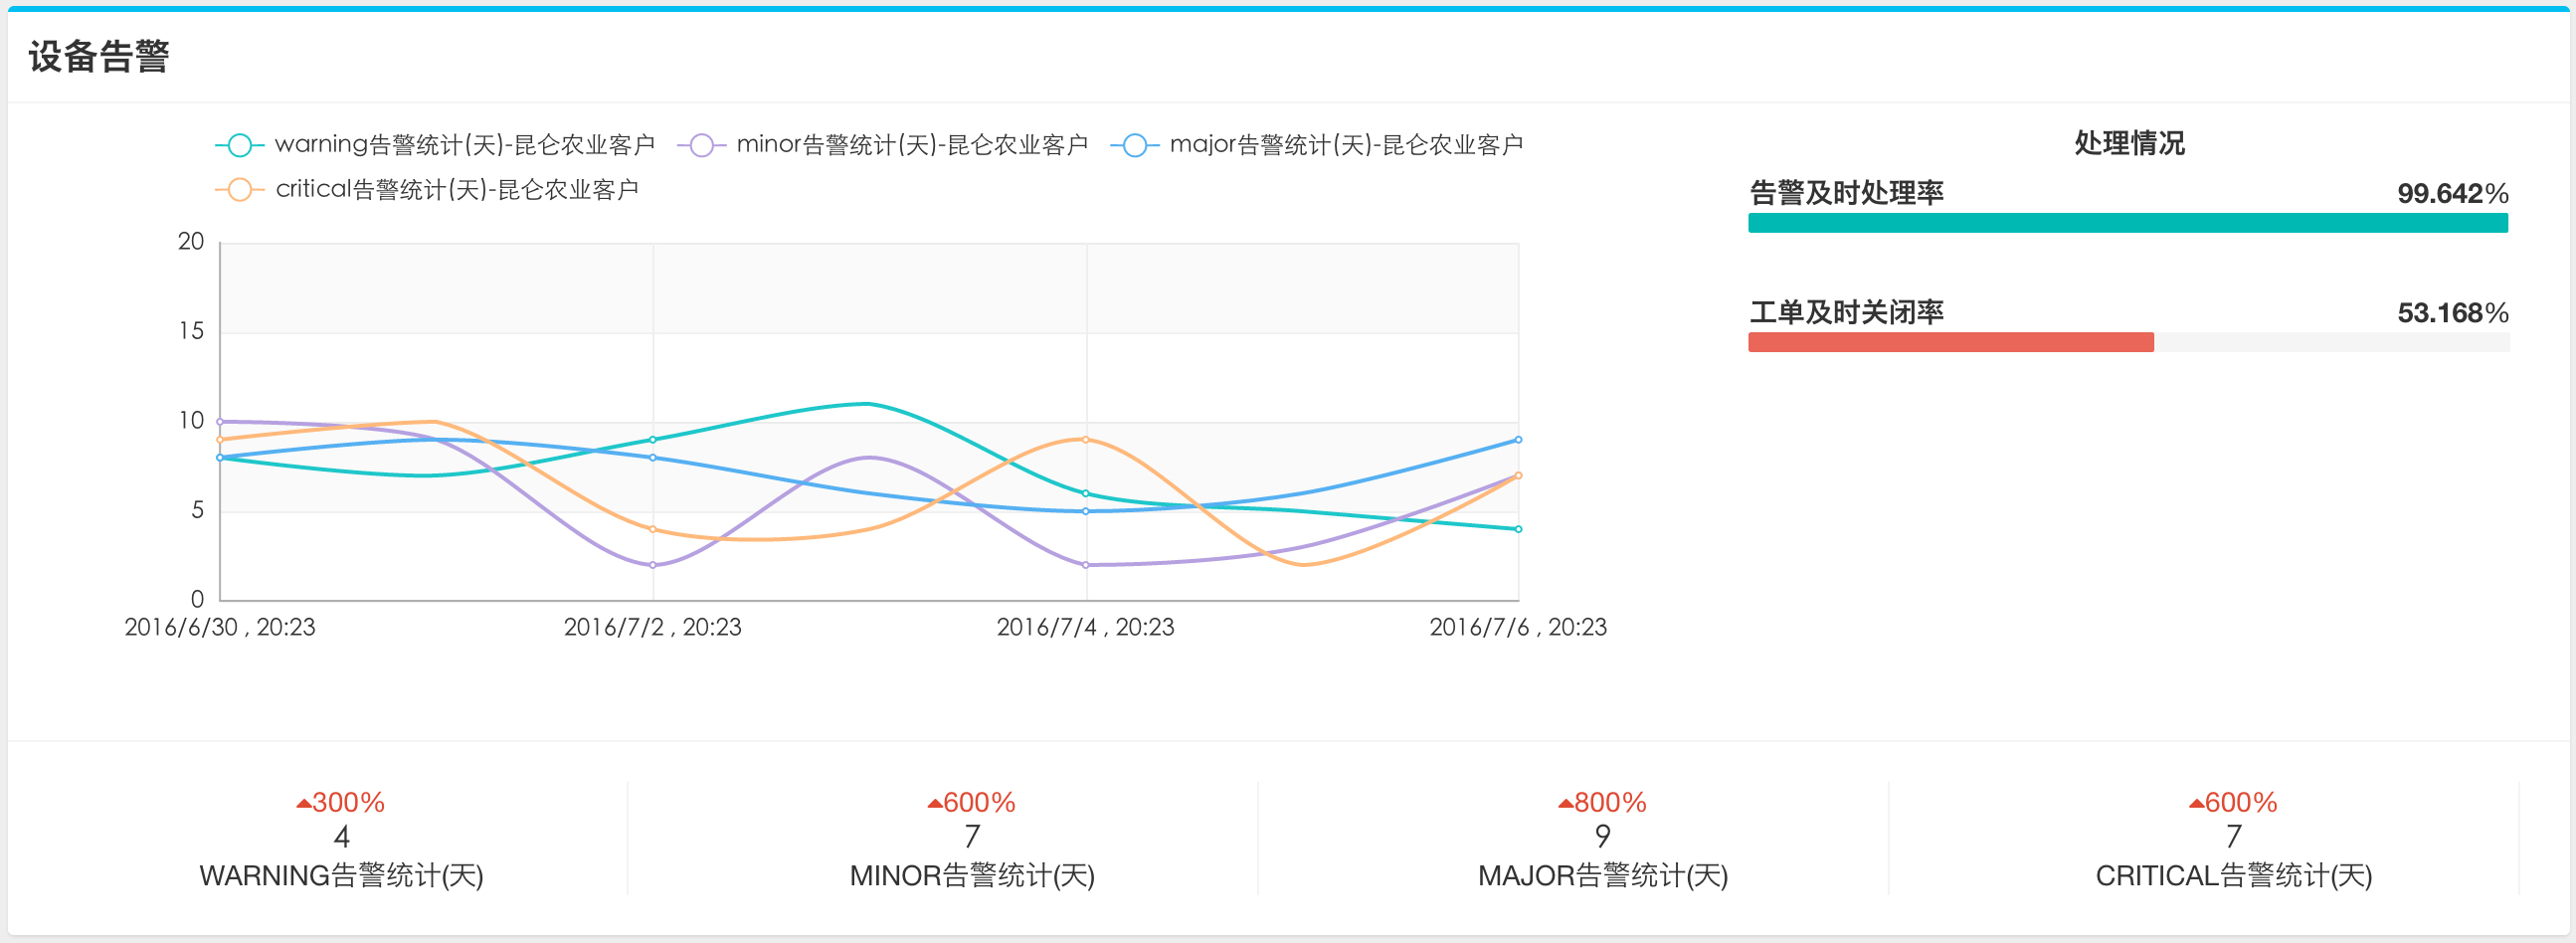 设备告警
warning告警统计(天)-昆仑农业客户 minor告警统计(天)-昆仑农业客户 major告警统计(天)-昆仑农业客户
critical告警统计(天)-昆仑农业客户
20
15
10
5
0
2016/6/30 , 20:23 2016/7/2 , 20:23 2016/7/4 , 20:23 2016/7/6 , 20:23
处理情况
告警及时处理率 99.642%
工单及时关闭率 53.168%
300%
4
WARNING告警统计(天)
600%
7
MINOR告警统计(天)
800%
9
MAJOR告警统计(天)
600%
7
CRITICAL告警统计(天)